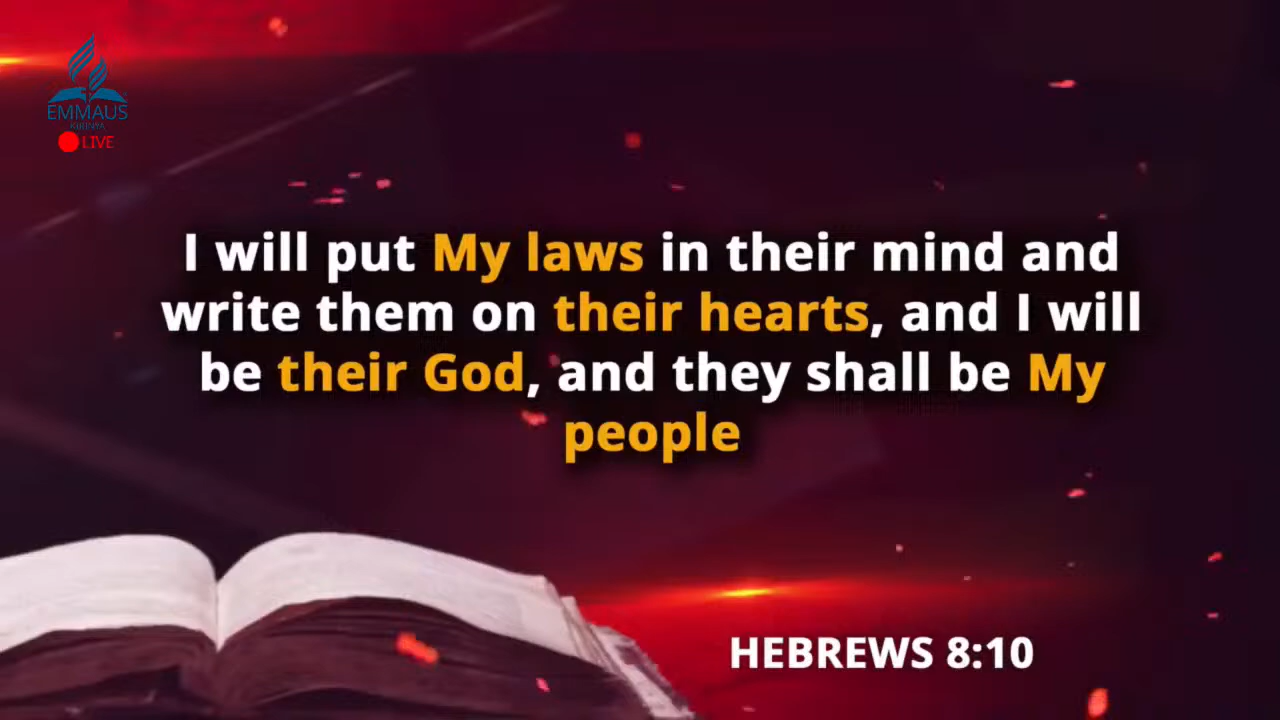 EMMAUS
KIRINYA
LIVE
I will put My laws in their mind and
write them on their hearts, and I will
be their God, and they shall be My
people
HEBREWS 8:10